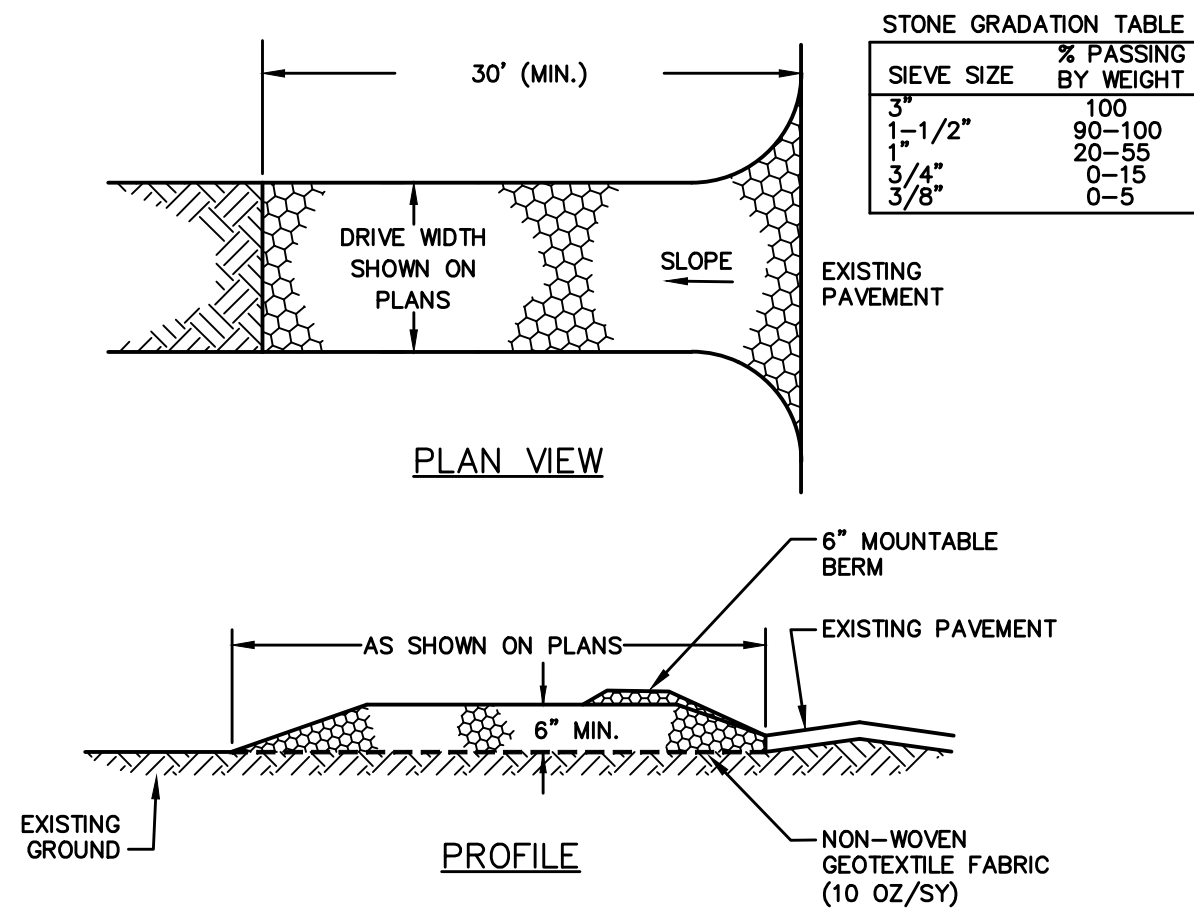 STONE GRADATION TABLE
SIEVE SIZE
% PASSING
BY WEIGHT
3" 100
1-1/2" 90-100
1" 20-55
3/4" 0-15
3/8" 0-5
30' (MIN.)
DRIVE WIDTH
SHOWN ON
PLANS
SLOPE
EXISTING
PAVEMENT
PLAN VIEW
6" MOUNTABLE
BERM
EXISTING PAVEMENT
AS SHOWN ON PLANS
6" MIN.
EXISTING
GROUND
PROFILE
NON-WOVEN
GEOTEXTILE FABRIC
(10 OZ/SY)